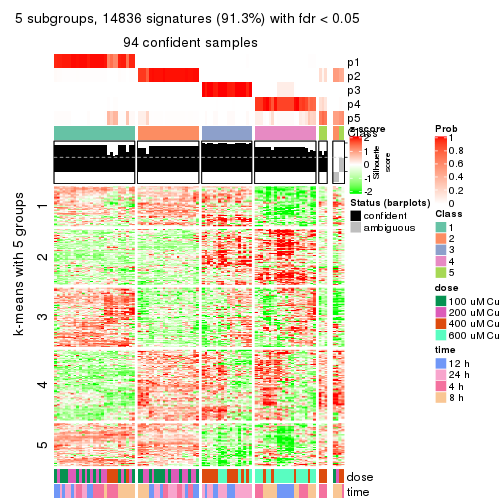 5 subgroups, 14836 signatures (91.3%) with fdr < 0.05
94 confident samples
p1
p2
p3
p4
p5
Class
z-score
2
1
0
-1
-2
Silhouette
score
Status (barplots)
confident
ambiguous
Prob
1
0.8
0.6
0.4
0.2
0
Class
1
2
3
4
5
dose
100 uM Cu
200 uM Cu
400 uM Cu
600 uM Cu
time
12 h
24 h
4 h
8 h
k-means with 5 groups
1
2
3
4
5
dose
time